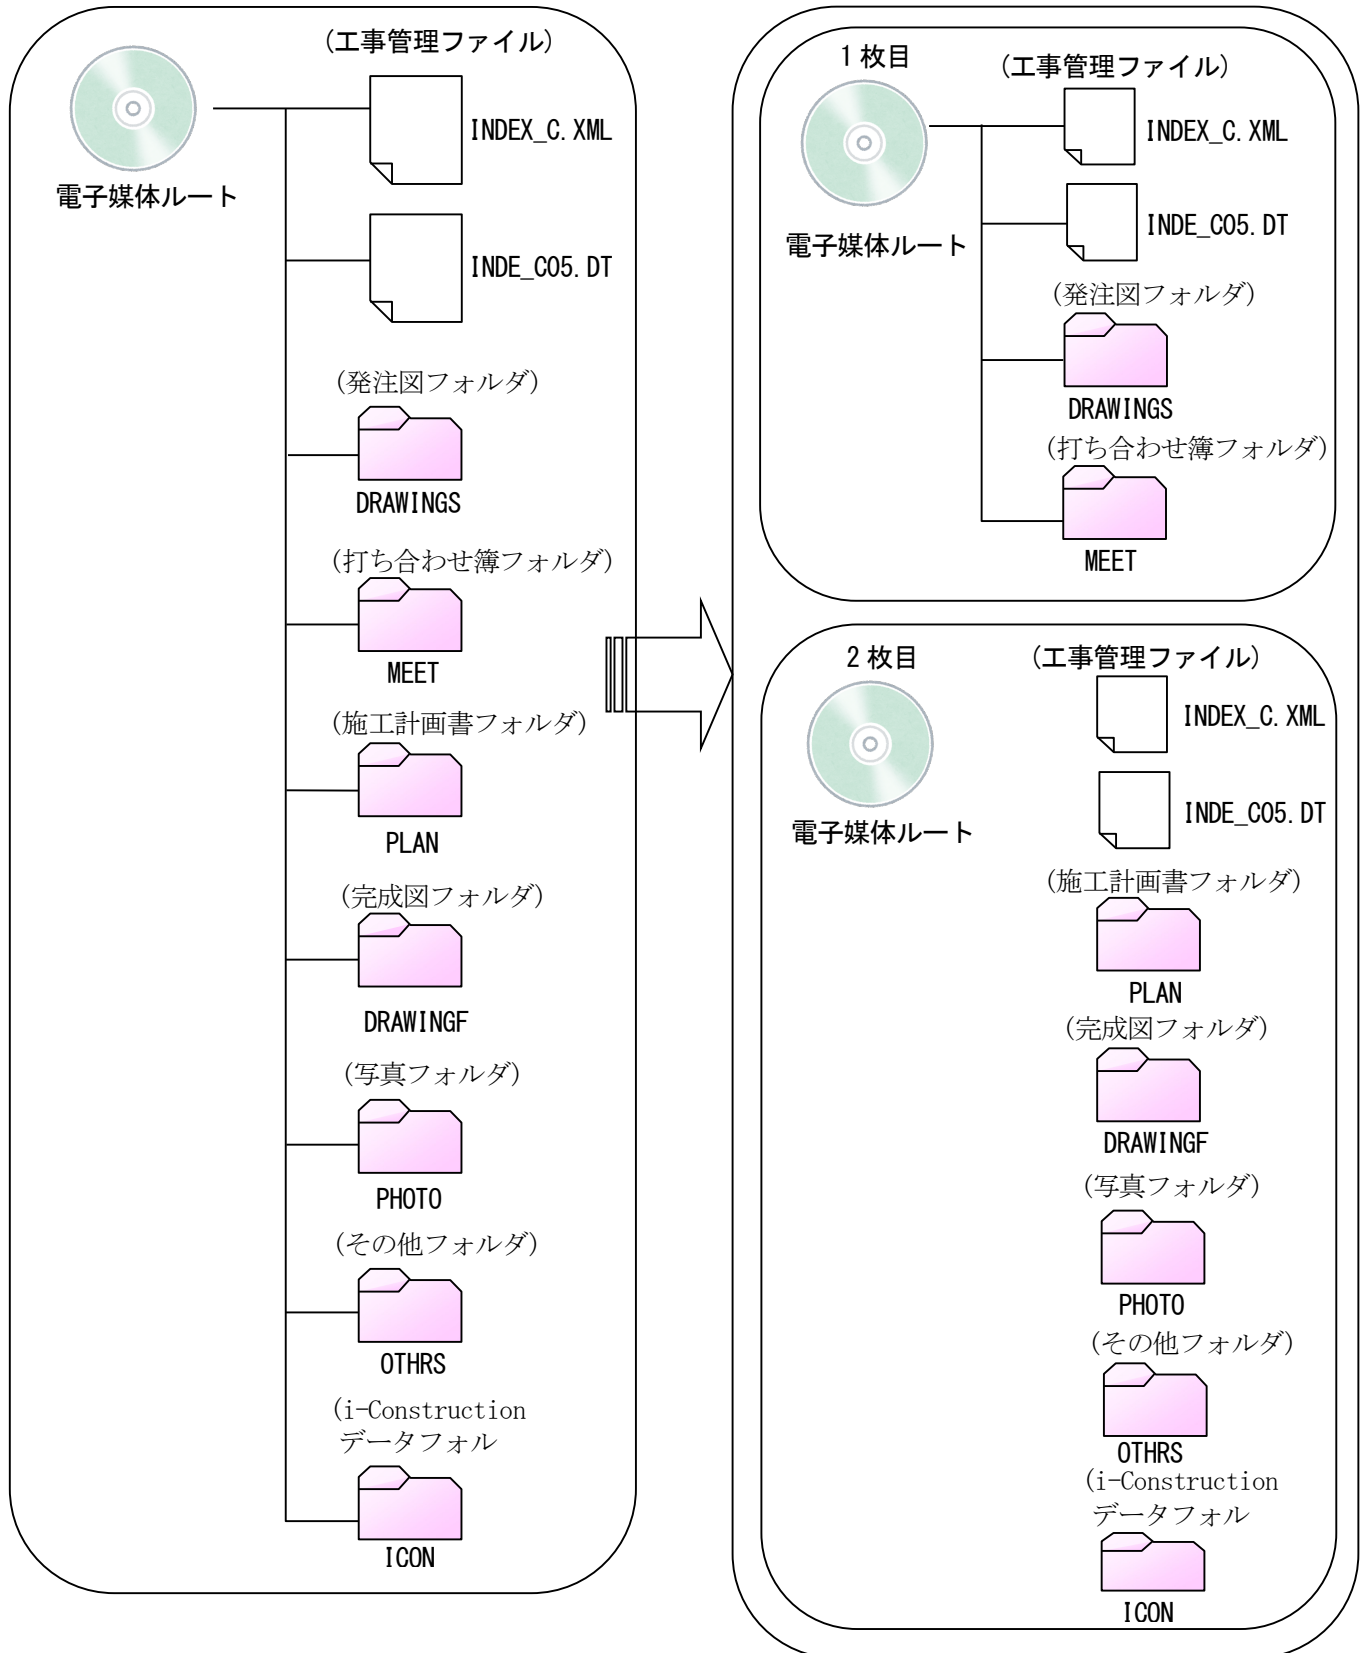 (工事管理ファイル)
INDEX_C.XML
電子媒体ルート
INDE_C05.DT
(発注図フォルダ)
DRAWINGS
(打ち合わせ簿フォルダ)
MEET
(施工計画書フォルダ)
PLAN
(完成図フォルダ)
DRAWINGF
(写真フォルダ)
PHOTO
(その他フォルダ)
OTHRS
(i-Construction
データフォル
ICON
1枚目
(工事管理ファイル)
INDEX_C.XML
INDE_C05.DT
電子媒体ルート
(発注図フォルダ)
DRAWINGS
(打ち合わせ簿フォルダ)
MEET
2枚目
(工事管理ファイル)
INDEX_C.XML
INDE_C05.DT
電子媒体ルート
(施工計画書フォルダ)
PLAN
(完成図フォルダ)
DRAWINGF
(写真フォルダ)
PHOTO
(その他フォルダ)
OTHRS
(i-Construction
データフォル
ICON